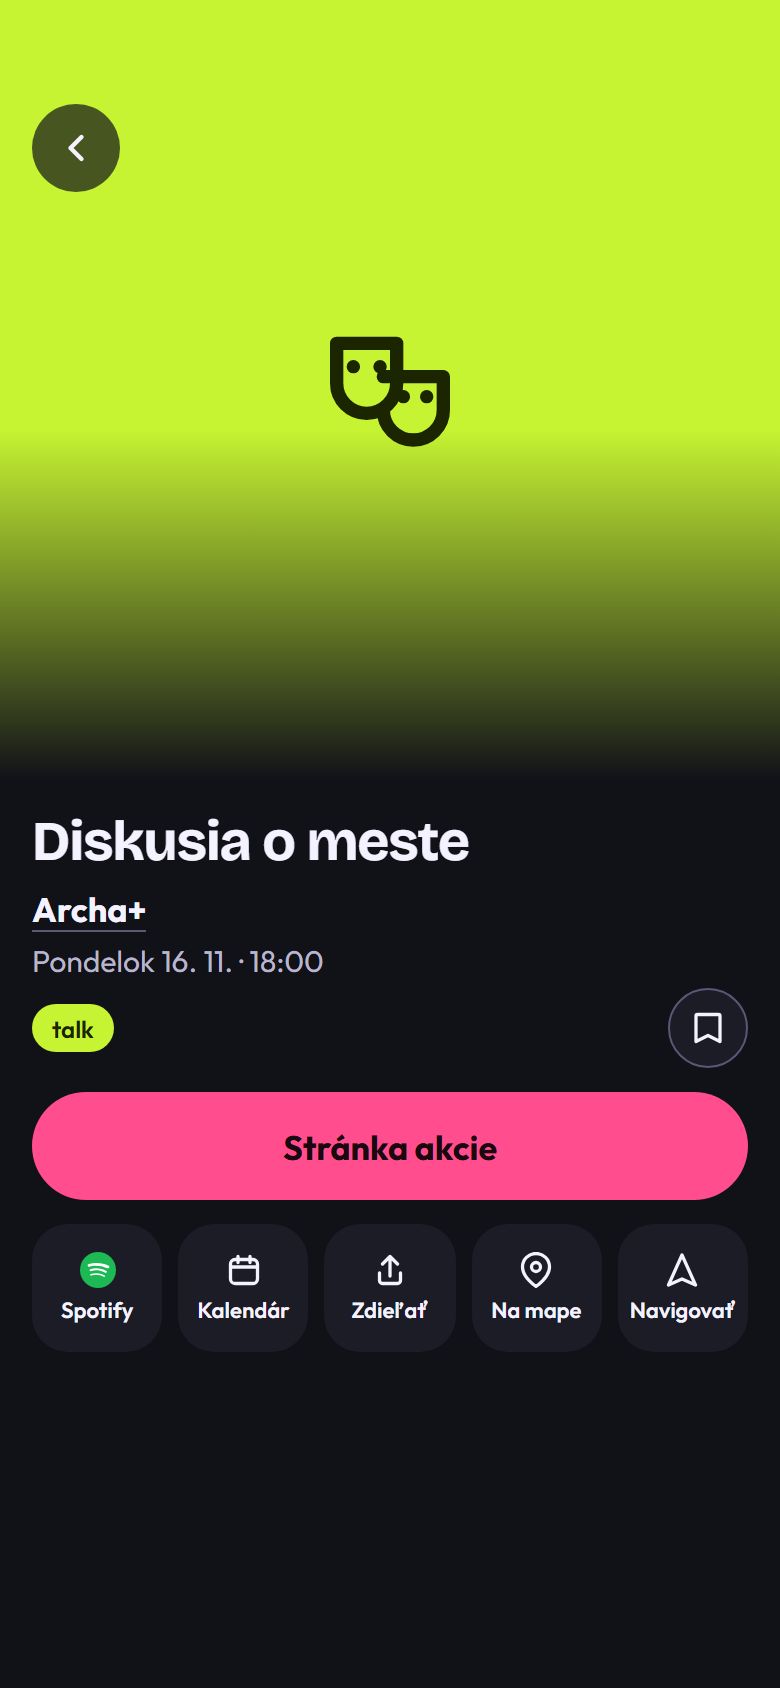 Diskusia o meste
Archa+
Pondelok 16. 11. · 18:00
talk
Stránka akcie
Spotify
Kalendár
Zdieľať
Na mape
Navigovať